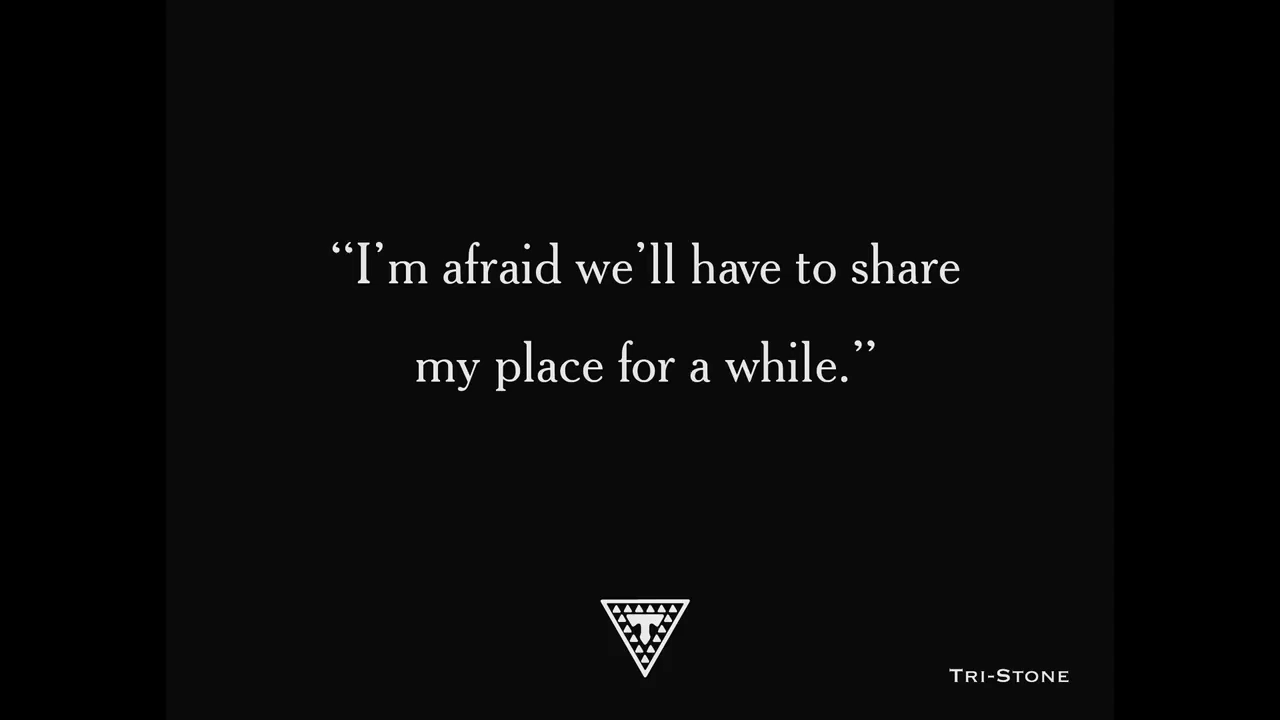 “I’m afraid we’ll have to share
my place for a while.”
T
TRI-STONE